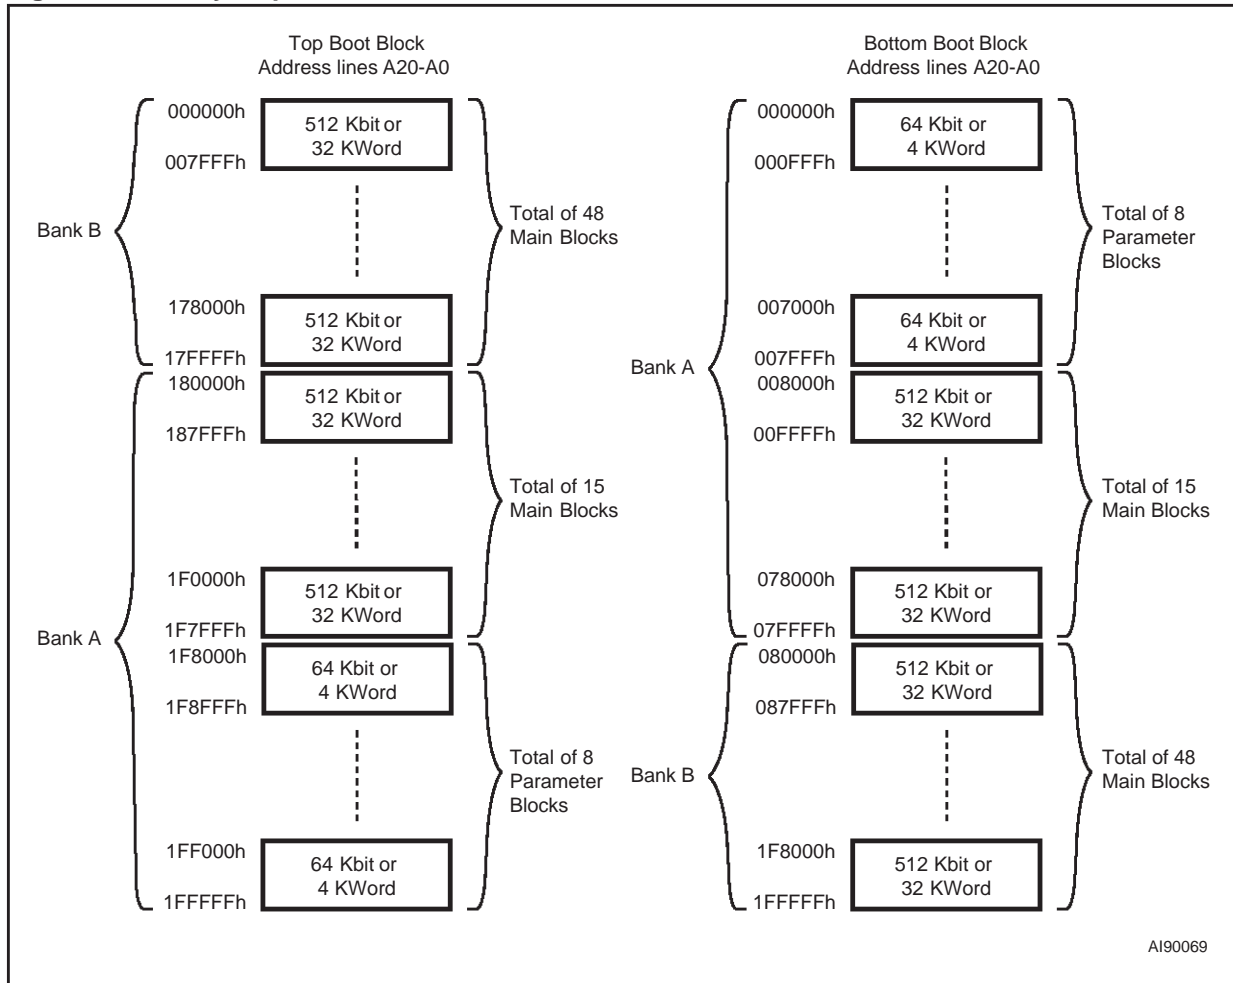 Top Boot Block
Address lines A20-A0
000000h
512 Kbit or
32 KWord
007FFFh
Bank B
Total of 48
Main Blocks
178000h
512 Kbit or
32 KWord
17FFFFh
180000h
512 Kbit or
32 KWord
187FFFh
Total of 15
Main Blocks
1F0000h
512 Kbit or
32 KWord
1F7FFFh
Bank A
1F8000h
64 Kbit or
4 KWord
1F8FFFh
Total of 8
Parameter
Blocks
1FF000h
64 Kbit or
4 KWord
1FFFFFh
Bottom Boot Block
Address lines A20-A0
000000h
64 Kbit or
4 KWord
000FFFh
Total of 8
Parameter
Blocks
007000h
64 Kbit or
4 KWord
007FFFh
Bank A
008000h
512 Kbit or
32 KWord
00FFFFh
Total of 15
Main Blocks
078000h
512 Kbit or
32 KWord
07FFFFh
080000h
512 Kbit or
32 KWord
087FFFh
Bank B
Total of 48
Main Blocks
1F8000h
512 Kbit or
32 KWord
1FFFFFh
AI90069